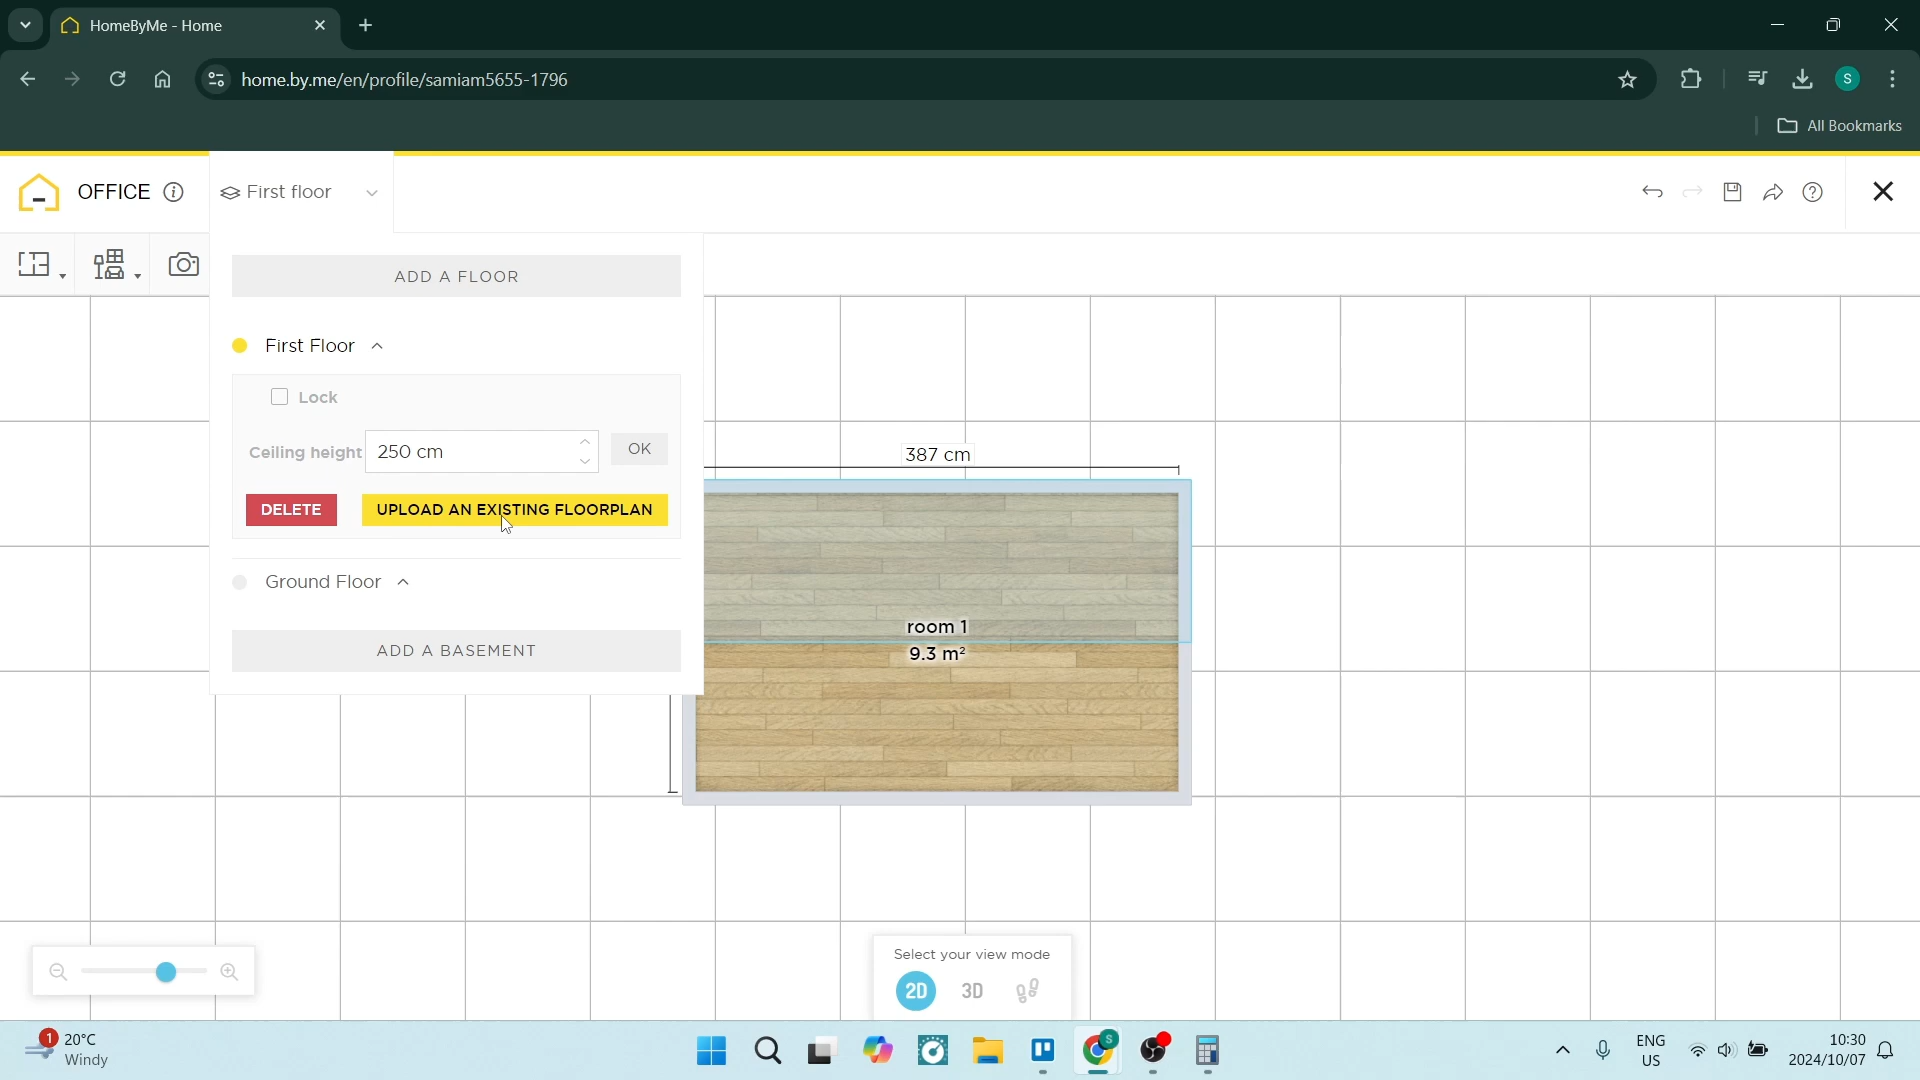 HomeByMe - Home
home.by.me/en/profile/samiam5655-1796
S
All Bookmarks
OFFICE
First floor
ADD A FLOOR
First Floor
Lock
Ceiling height
250 cm
OK
DELETE
UPLOAD AN EXISTING FLOORPLAN
Ground Floor
ADD A BASEMENT
387 cm
room 1
9.3 m²
Select your view mode
2D
3D
1
20°C
Windy
S
ENG
US
10:30
2024/10/07